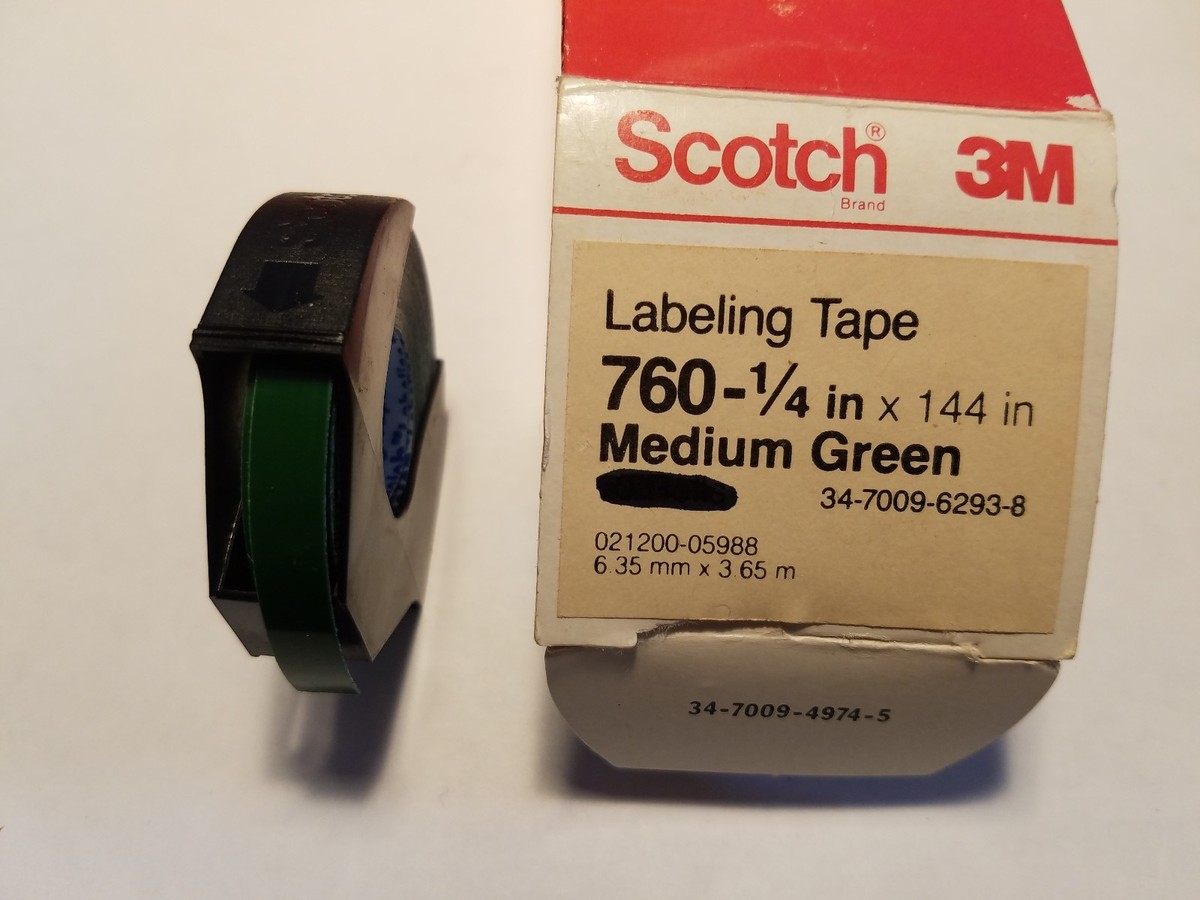 Scotch® 3M
Brand
Labeling Tape
760-¼ in x 144 in
Medium Green
34-7009-6293-8
021200-05988
6.35 mm x 3.65 m
34-7009-4974-5